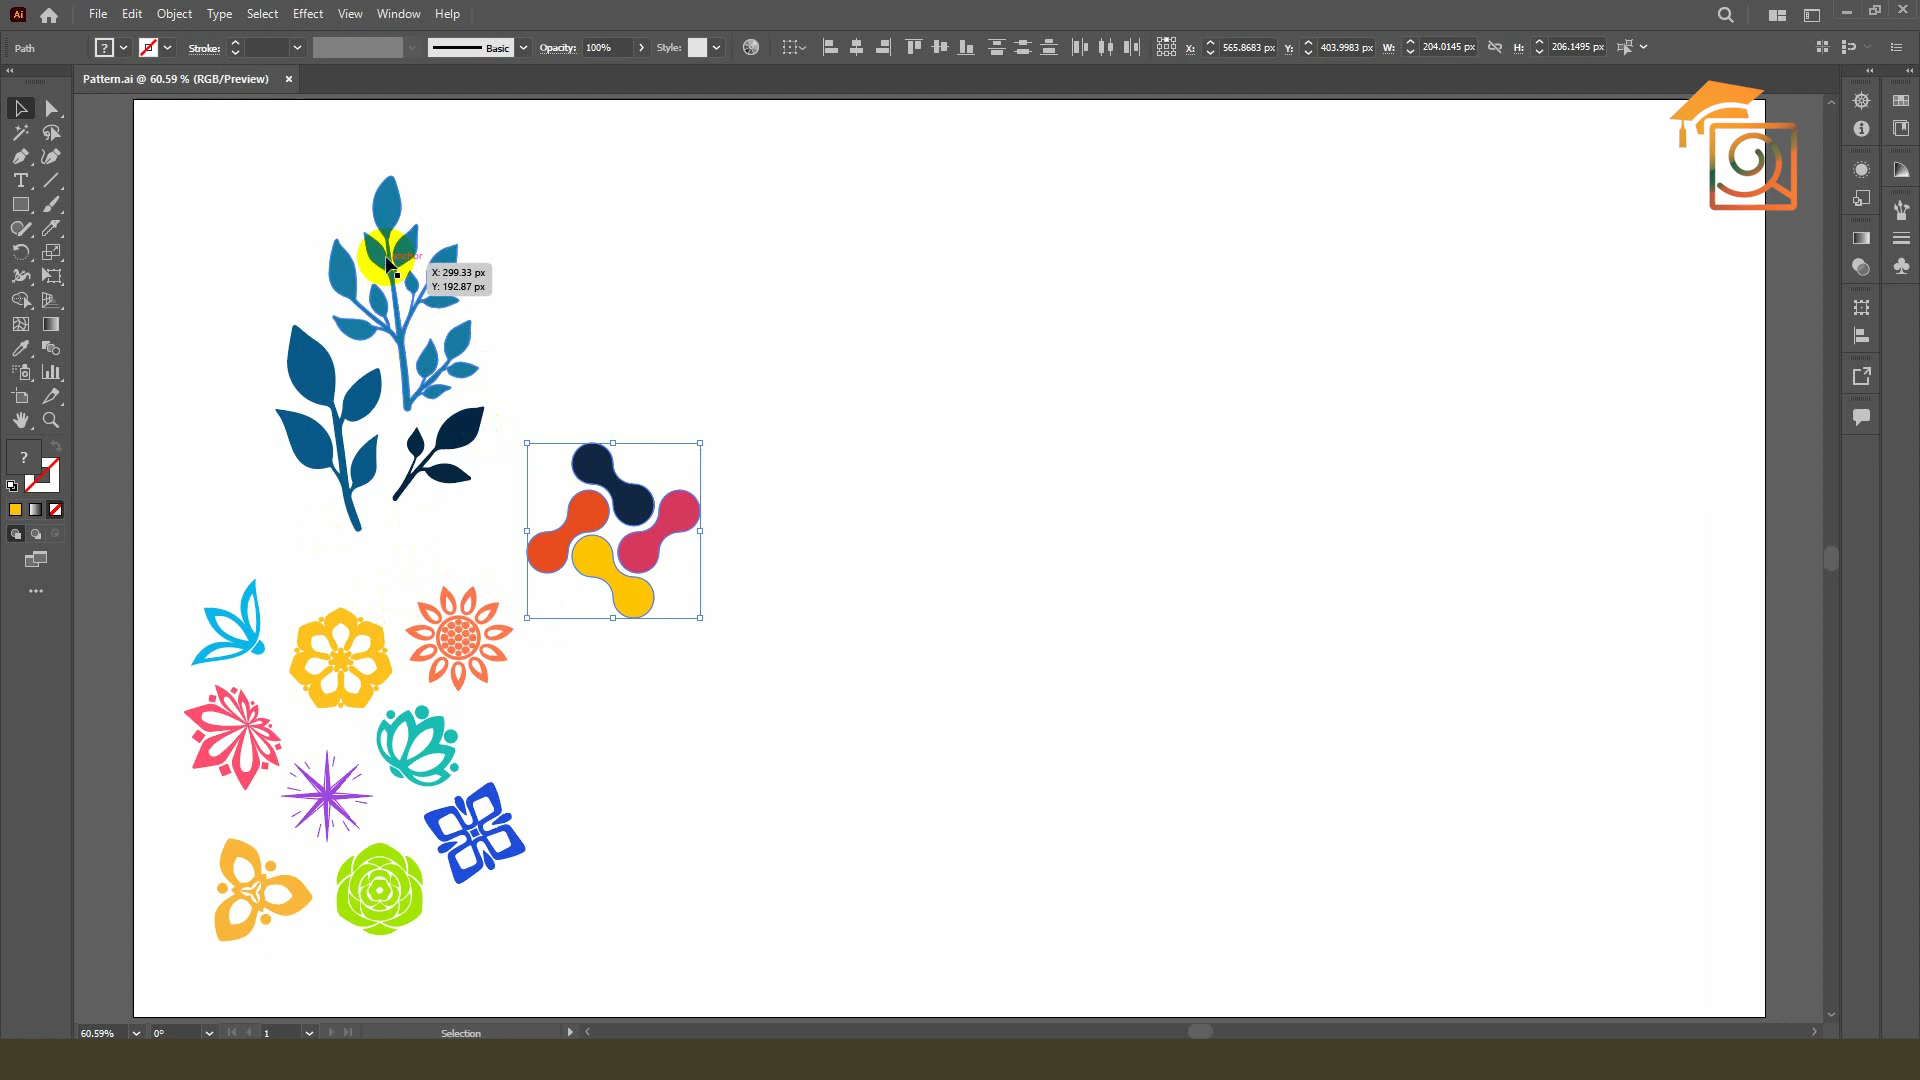 Ai File Edit Object Type Select Effect View Window Help
Path ? Stroke: Basic Opacity: 100% Style: X: 565.8683 px Y: 403.9983 px W: 204.0145 px H: 206.1495 px
Pattern.ai @ 60.59 % (RGB/Preview) ×
anchor
X: 299.33 px
Y: 192.87 px
T
?
60.59% 0° 1 Selection